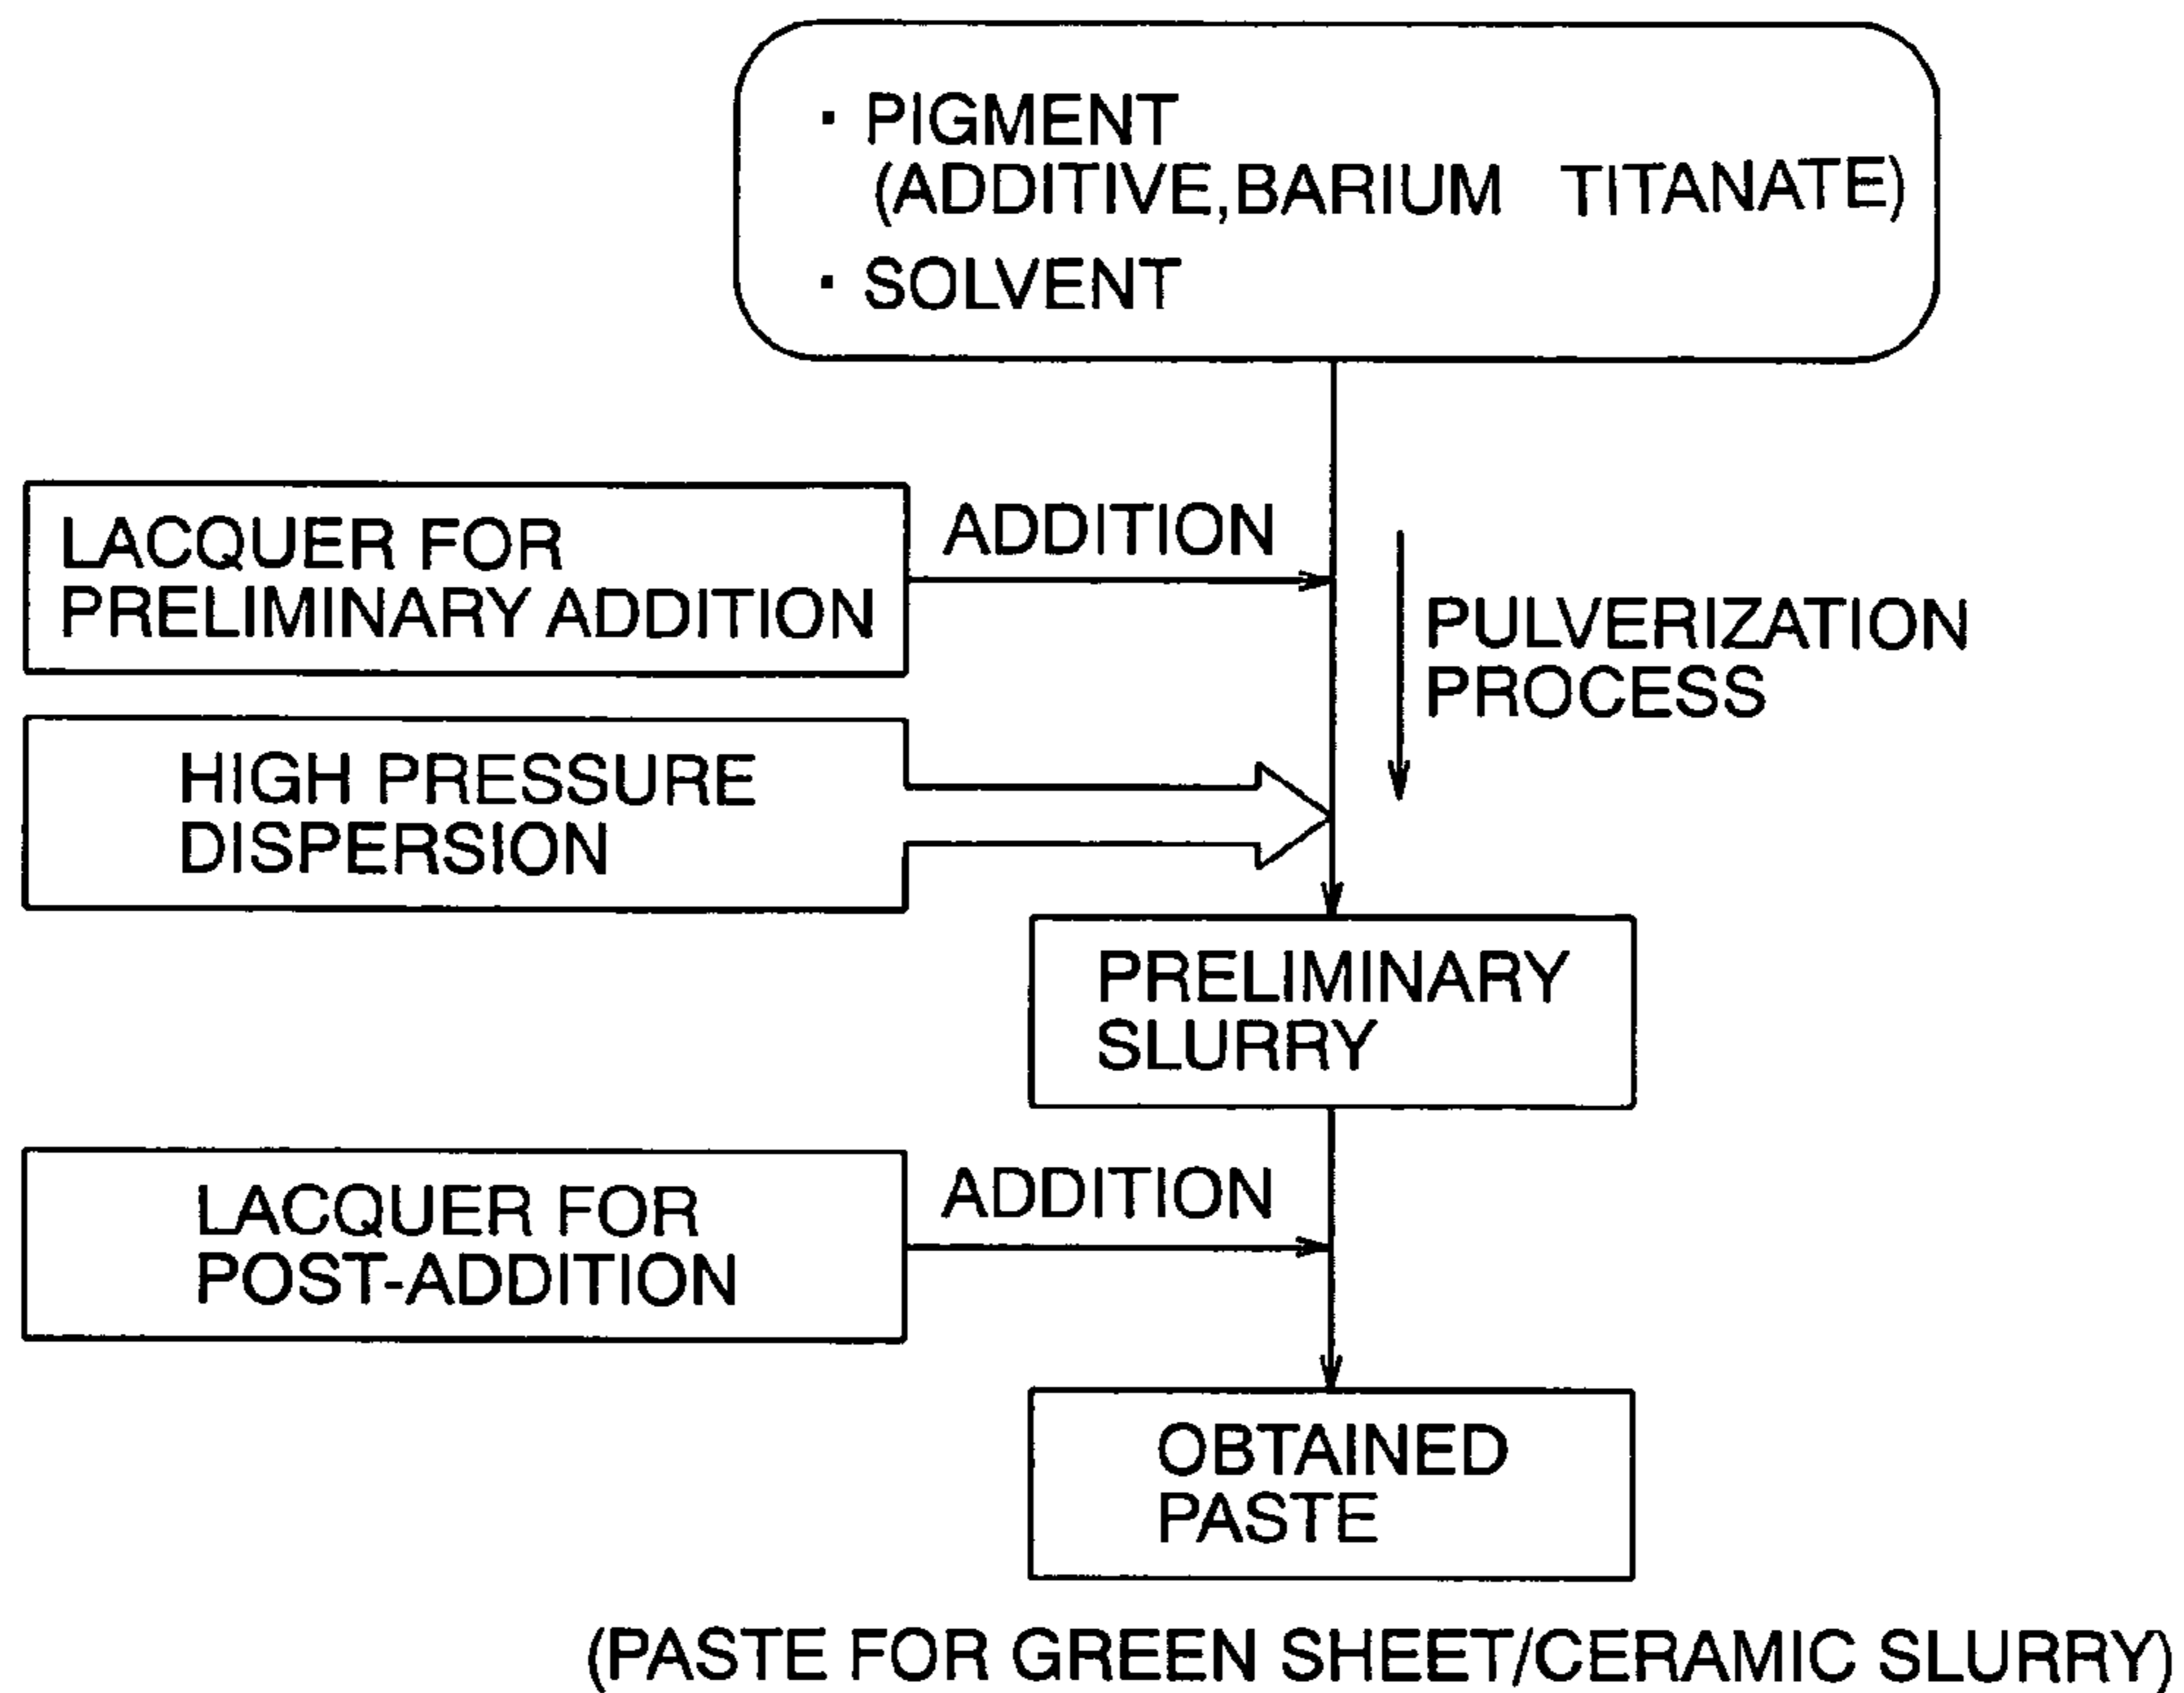 · PIGMENT
(ADDITIVE,BARIUM TITANATE)
· SOLVENT
LACQUER FOR
PRELIMINARY ADDITION
ADDITION
PULVERIZATION
PROCESS
HIGH PRESSURE
DISPERSION
PRELIMINARY
SLURRY
LACQUER FOR
POST-ADDITION
ADDITION
OBTAINED
PASTE
(PASTE FOR GREEN SHEET/CERAMIC SLURRY)